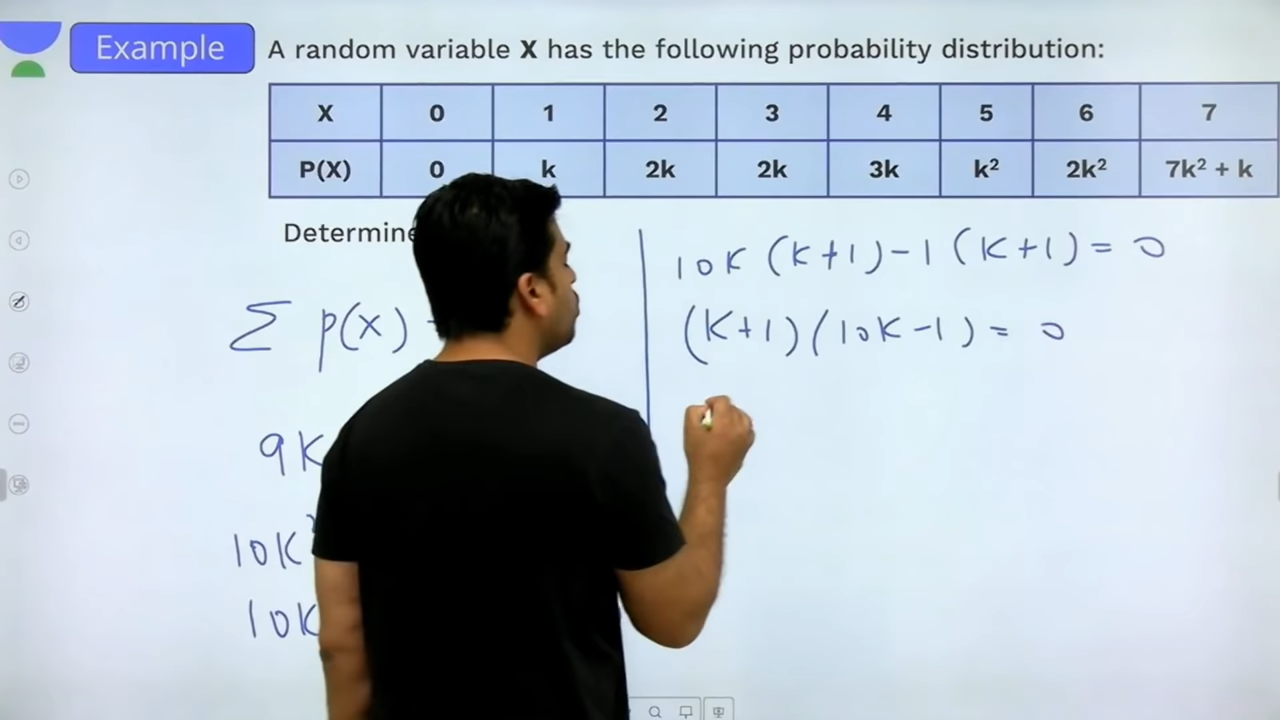 Example A random variable X has the following probability distribution:
X 0 1 2 3 4 5 6 7
P(X) 0 k 2k 2k 3k k² 2k² 7k² + k
Determine
Σ p(x)
9K
10K²
10K
10K (K+1)-1 (K+1) = 0
(K+1)(10K-1) = 0